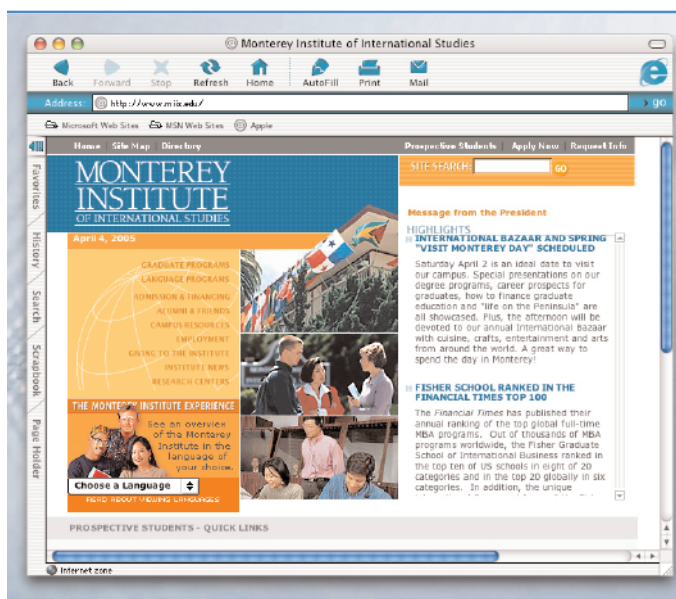 Monterey Institute of International Studies
Back Forward Stop Refresh Home AutoFill Print Mail
Address: http://www.miis.edu/ go
Microsoft Web Sites MSN Web Sites Apple
Home | Site Map | Directory
Prospective Students | Apply Now | Request Info
Favorites
History
Search
Scrapbook
Page Holder
MONTEREY
INSTITUTE
OF INTERNATIONAL STUDIES
SITE SEARCH: GO
April 4, 2005
GRADUATE PROGRAMS
LANGUAGE PROGRAMS
ADMISSION & FINANCING
ALUMNI & FRIENDS
CAMPUS RESOURCES
EMPLOYMENT
GIVING TO THE INSTITUTE
INSTITUTE NEWS
RESEARCH CENTERS
THE MONTEREY INSTITUTE EXPERIENCE
See an overview
of the Monterey
Institute in the
language of
your choice.
Choose a Language
READ ABOUT VIEWING LANGUAGES
Message from the President
HIGHLIGHTS
INTERNATIONAL BAZAAR AND SPRING
"VISIT MONTEREY DAY" SCHEDULED
Saturday April 2 is an ideal date to visit
our campus. Special presentations on our
degree programs, career prospects for
graduates, how to finance graduate
education and "life on the Peninsula" are
all showcased. Plus, the afternoon will be
devoted to our annual International Bazaar
with cuisine, crafts, entertainment and arts
from around the world. A great way to
spend the day in Monterey!
FISHER SCHOOL RANKED IN THE
FINANCIAL TIMES TOP 100
The Financial Times has published their
annual ranking of the top global full-time
MBA programs. Out of thousands of MBA
programs worldwide, the Fisher Graduate
School of International Business ranked in
the top ten of US schools in eight of 20
categories and in the top 20 globally in six
categories. In addition, the unique
PROSPECTIVE STUDENTS - QUICK LINKS
Internet zone